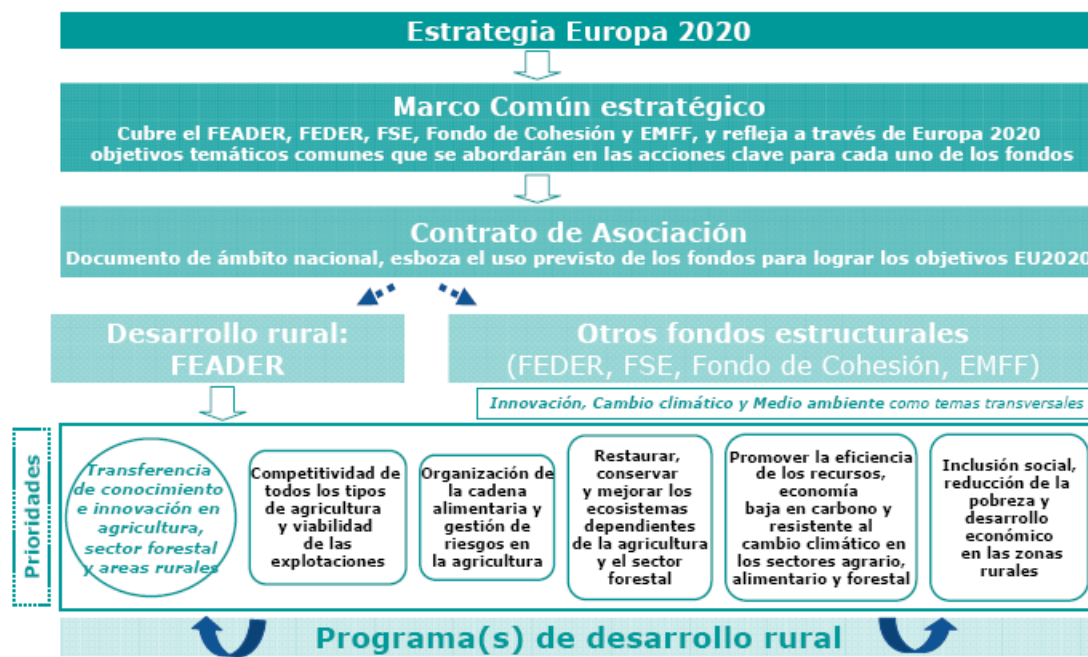 Estrategia Europa 2020
Marco Común estratégico
Cubre el FEADER, FEDER, FSE, Fondo de Cohesión y EMFF, y refleja a través de Europa 2020
objetivos temáticos comunes que se abordarán en las acciones clave para cada uno de los fondos
Contrato de Asociación
Documento de ámbito nacional, esboza el uso previsto de los fondos para lograr los objetivos EU2020
Desarrollo rural:
FEADER
Otros fondos estructurales
(FEDER, FSE, Fondo de Cohesión, EMFF)
Innovación, Cambio climático y Medio ambiente como temas transversales
Prioridades
Transferencia
de conocimiento
e innovación en
agricultura,
sector forestal
y areas rurales
Competitividad de
todos los tipos
de agricultura
y viabilidad
de las
explotaciones
Organización de
la cadena
alimentaria y
gestión de
riesgos en
la agricultura
Restaurar,
conservar
y mejorar los
ecosistemas
dependientes
de la agricultura
y el sector
forestal
Promover la eficiencia
de los recursos,
economía
baja en carbono y
resistente al
cambio climático en
los sectores agrario,
alimentario y forestal
Inclusión social,
reducción de la
pobreza y
desarrollo
económico
en las zonas
rurales
Programa(s) de desarrollo rural